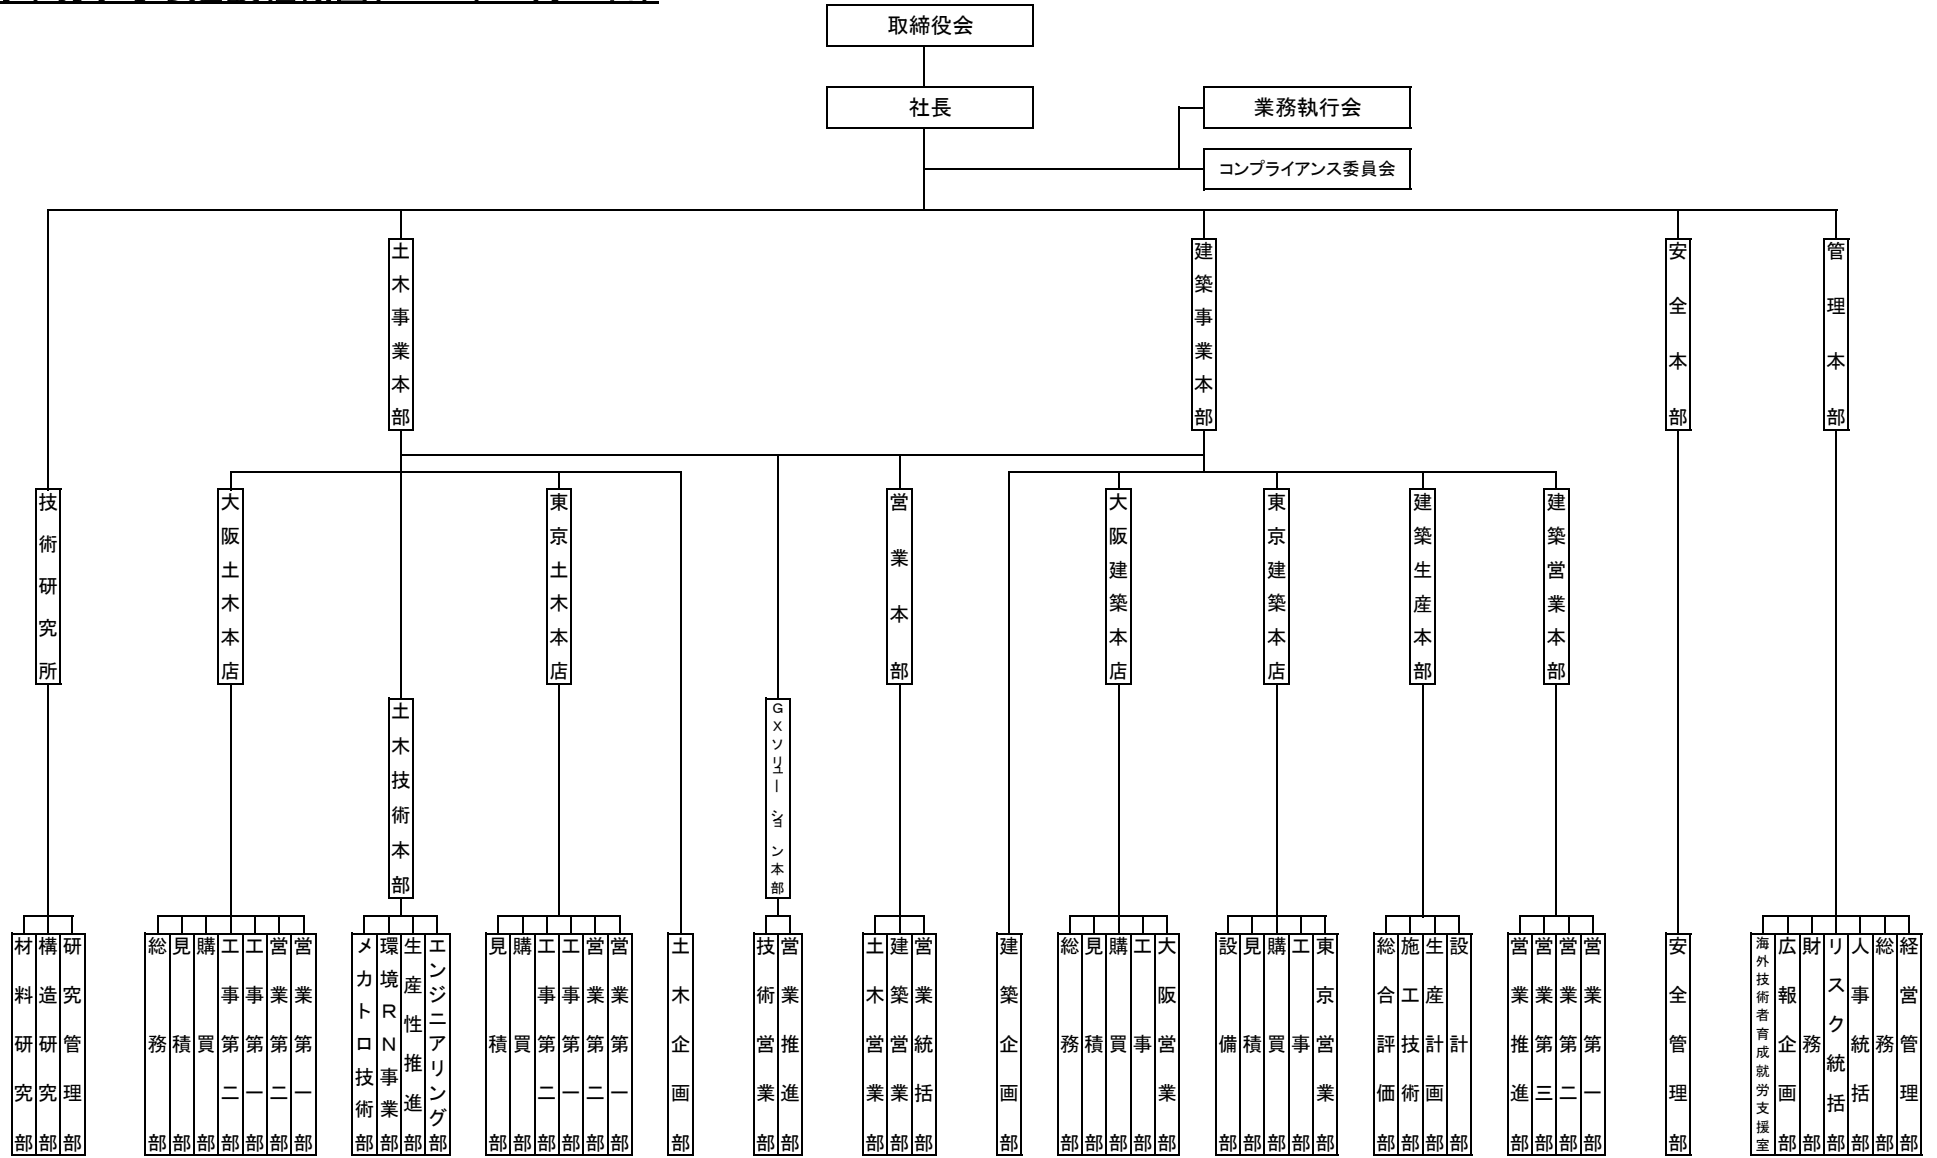 取締役会
社長
業務執行会
コンプライアンス委員会
土木事業本部
建築事業本部
安全本部
管理本部
技術研究所
大阪土木本店
東京土木本店
営業本部
大阪建築本店
東京建築本店
建築生産本部
建築営業本部
土木技術本部
GXソリューション本部
材料研究部
構造研究部
研究管理部
総務部
見積部
購買部
工事第二部
工事第一部
営業第二部
営業第一部
メカトロ技術部
環境RN事業部
生産性推進部
エンジニアリング部
見積部
購買部
工事第二部
工事第一部
営業第二部
営業第一部
土木企画部
技術営業部
営業推進部
土木営業部
建築営業部
営業統括部
建築企画部
総務部
見積部
購買部
工事部
大阪営業部
設備部
見積部
購買部
工事部
東京営業部
総合評価部
施工技術部
生産計画部
設計部
営業推進部
営業第三部
営業第二部
営業第一部
安全管理部
海外技術者育成就労支援室
広報企画部
財務部
リスク統括部
人事統括部
総務部
経営管理部